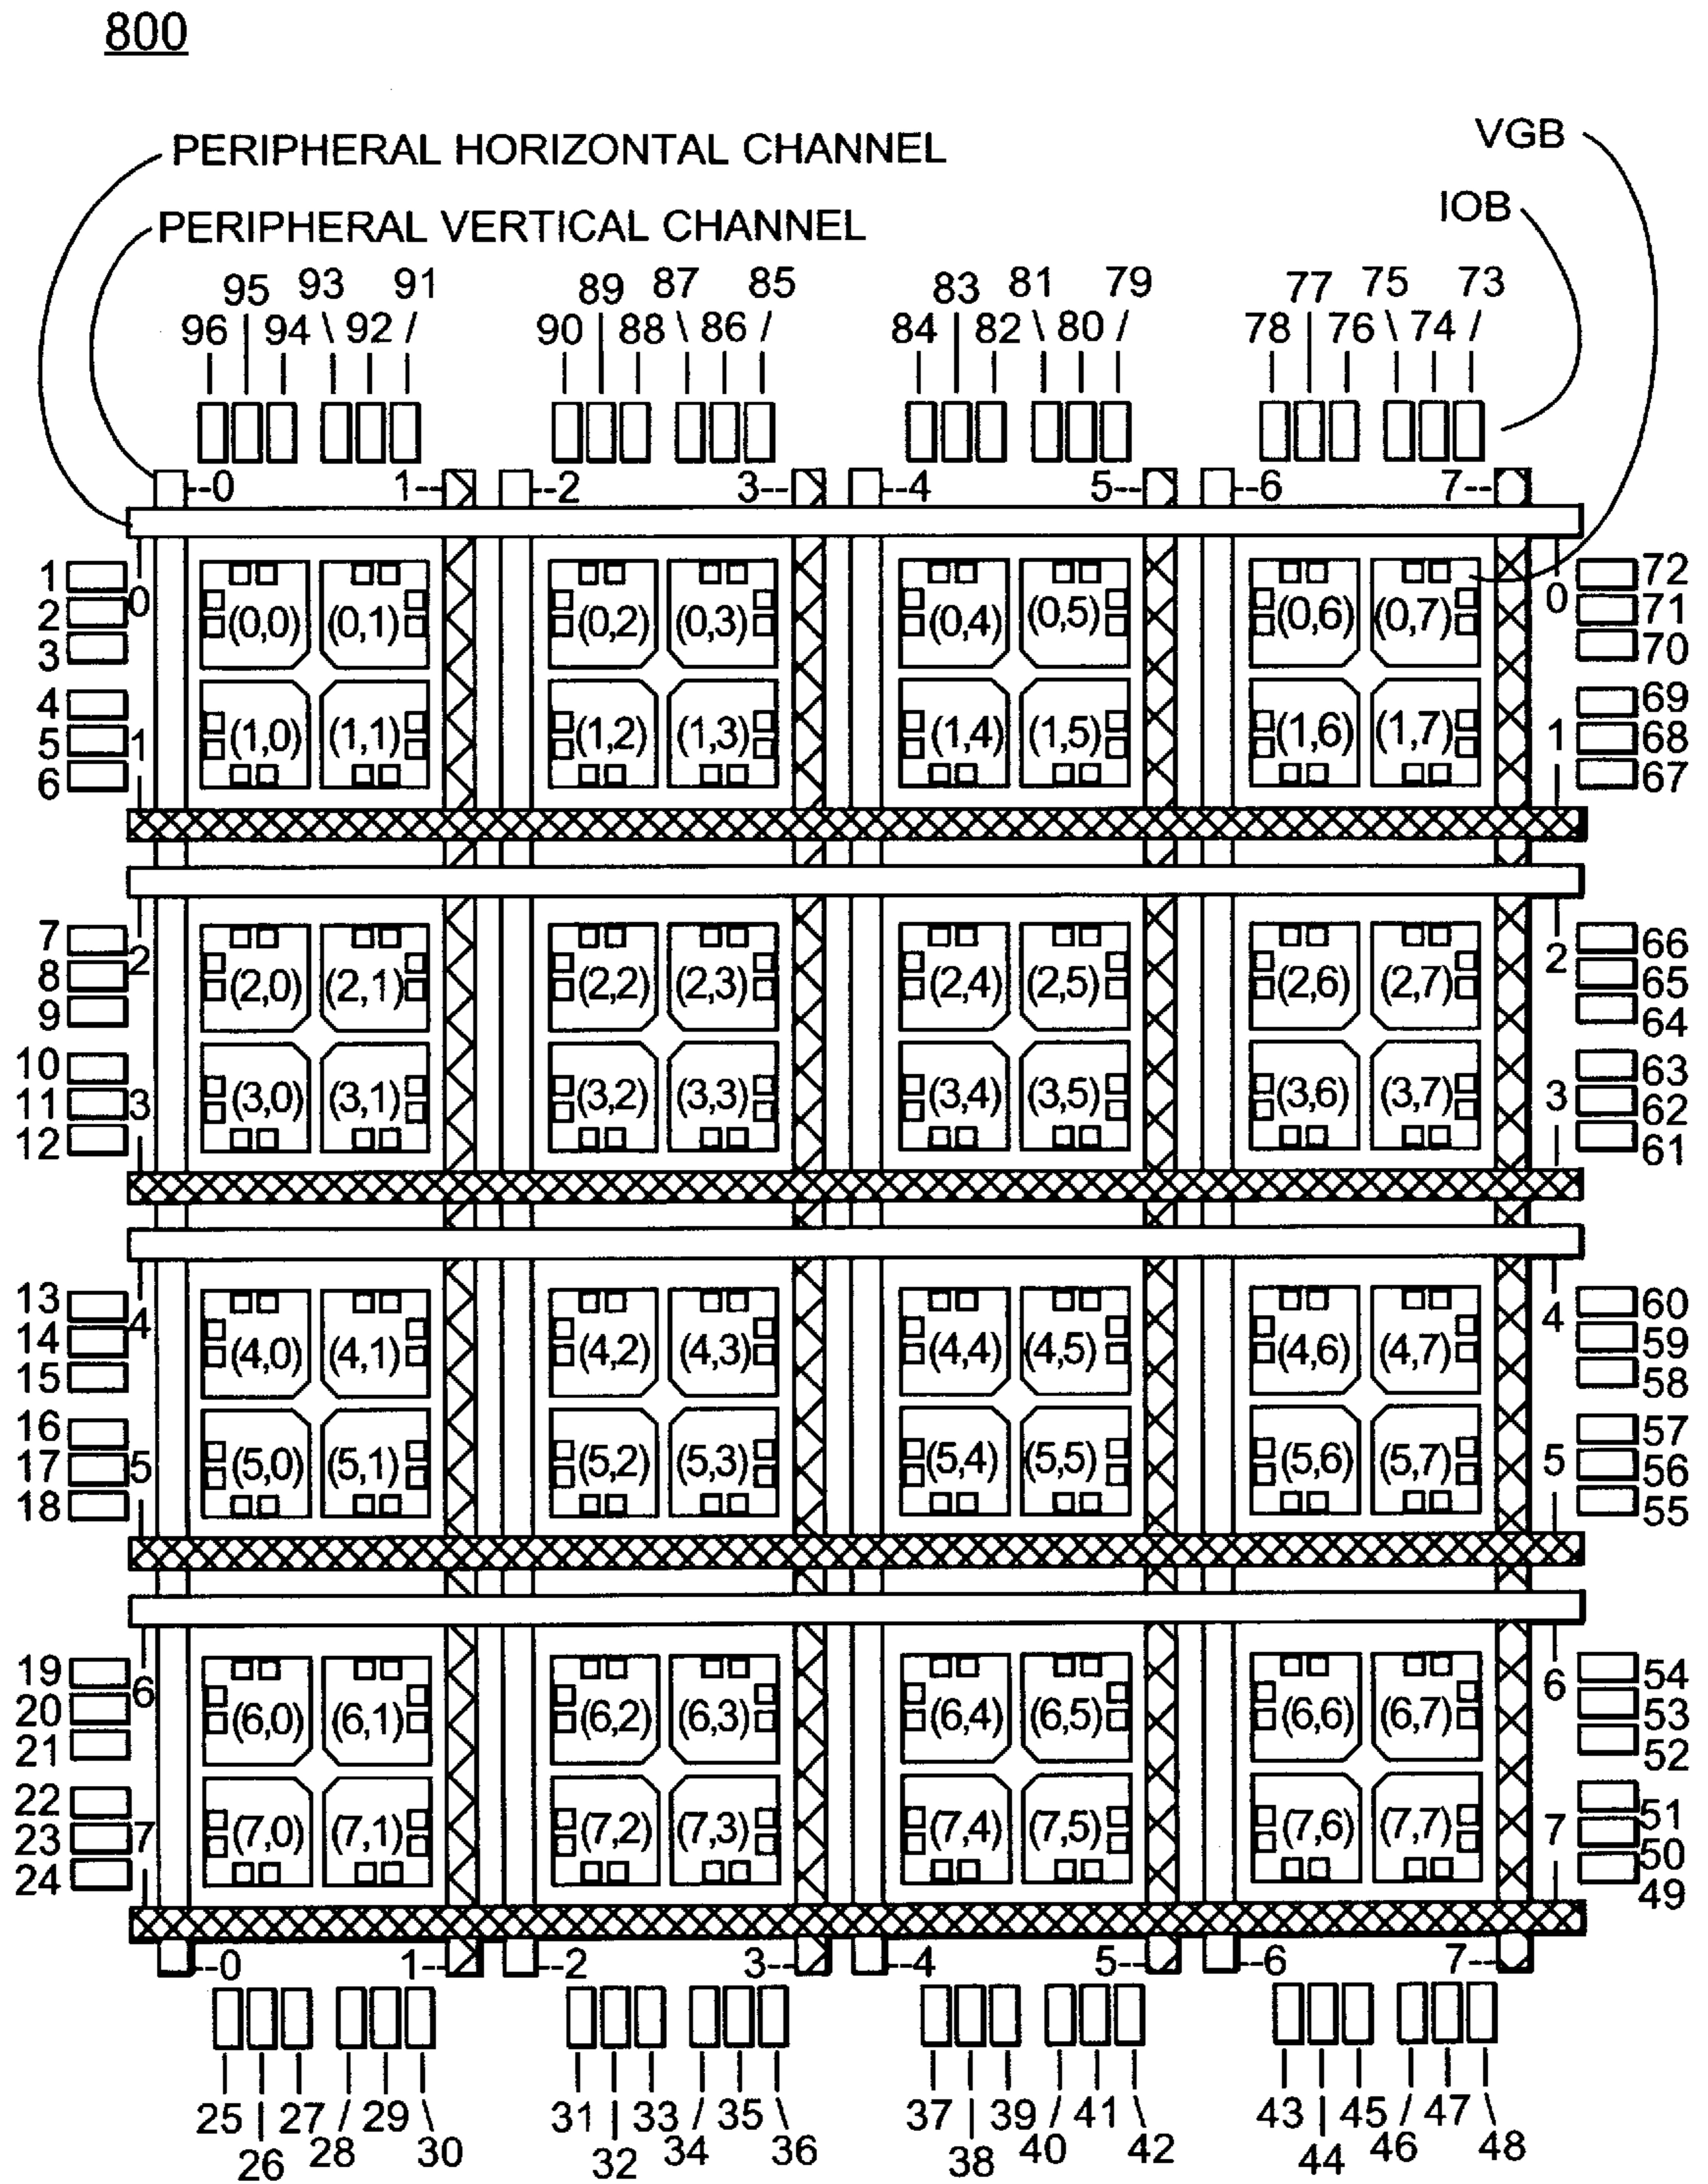 800
PERIPHERAL HORIZONTAL CHANNEL
VGB
PERIPHERAL VERTICAL CHANNEL
IOB
95 93 91 89 87 85 83 81 79 77 75 73
96 94 92 90 88 86 84 82 80 78 76 74
0 1 2 3 4 5 6 7
1 72
2 0 (0,0) (0,1) (0,2) (0,3) (0,4) (0,5) (0,6) (0,7) 0 71
3 70
4 69
5 1 (1,0) (1,1) (1,2) (1,3) (1,4) (1,5) (1,6) (1,7) 1 68
6 67
7 66
8 2 (2,0) (2,1) (2,2) (2,3) (2,4) (2,5) (2,6) (2,7) 2 65
9 64
10 63
11 3 (3,0) (3,1) (3,2) (3,3) (3,4) (3,5) (3,6) (3,7) 3 62
12 61
13 60
14 4 (4,0) (4,1) (4,2) (4,3) (4,4) (4,5) (4,6) (4,7) 4 59
15 58
16 57
17 5 (5,0) (5,1) (5,2) (5,3) (5,4) (5,5) (5,6) (5,7) 5 56
18 55
19 54
20 6 (6,0) (6,1) (6,2) (6,3) (6,4) (6,5) (6,6) (6,7) 6 53
21 52
22 51
23 7 (7,0) (7,1) (7,2) (7,3) (7,4) (7,5) (7,6) (7,7) 7 50
24 49
0 1 2 3 4 5 6 7
25 27 29 31 33 35 37 39 41 43 45 47
26 28 30 32 34 36 38 40 42 44 46 48